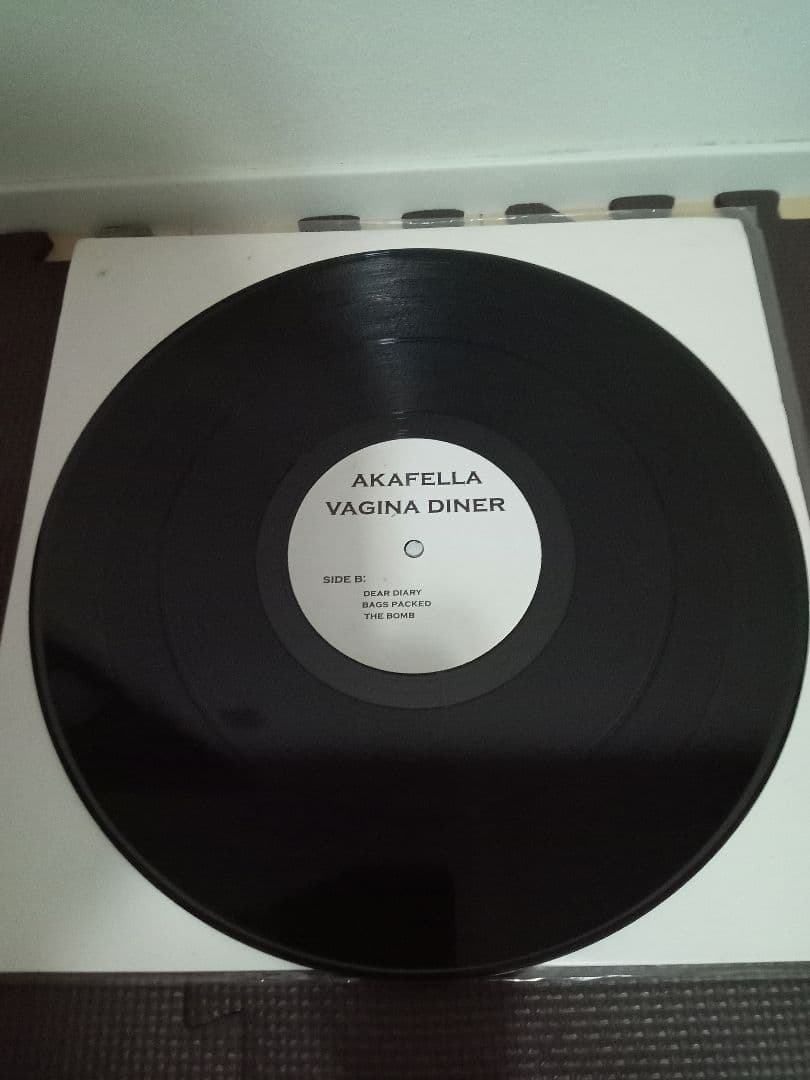 AKAFELLA
VAGINA DINER
SIDE B:
DEAR DIARY
BAGS PACKED
THE BOMB